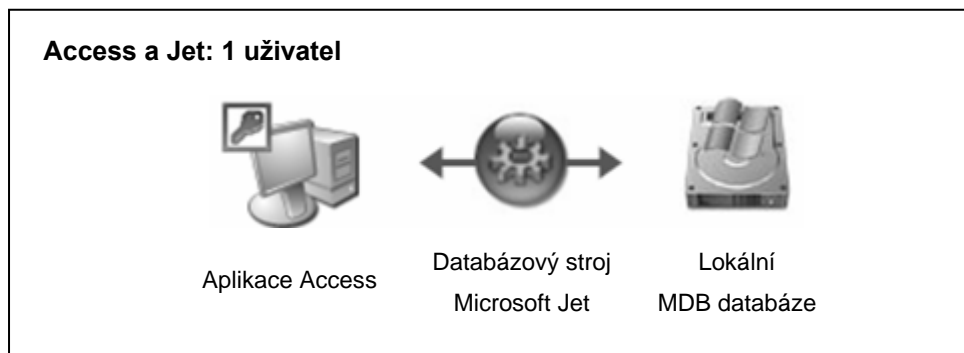 Access a Jet: 1 uživatel
Aplikace Access
Databázový stroj
Microsoft Jet
Lokální
MDB databáze